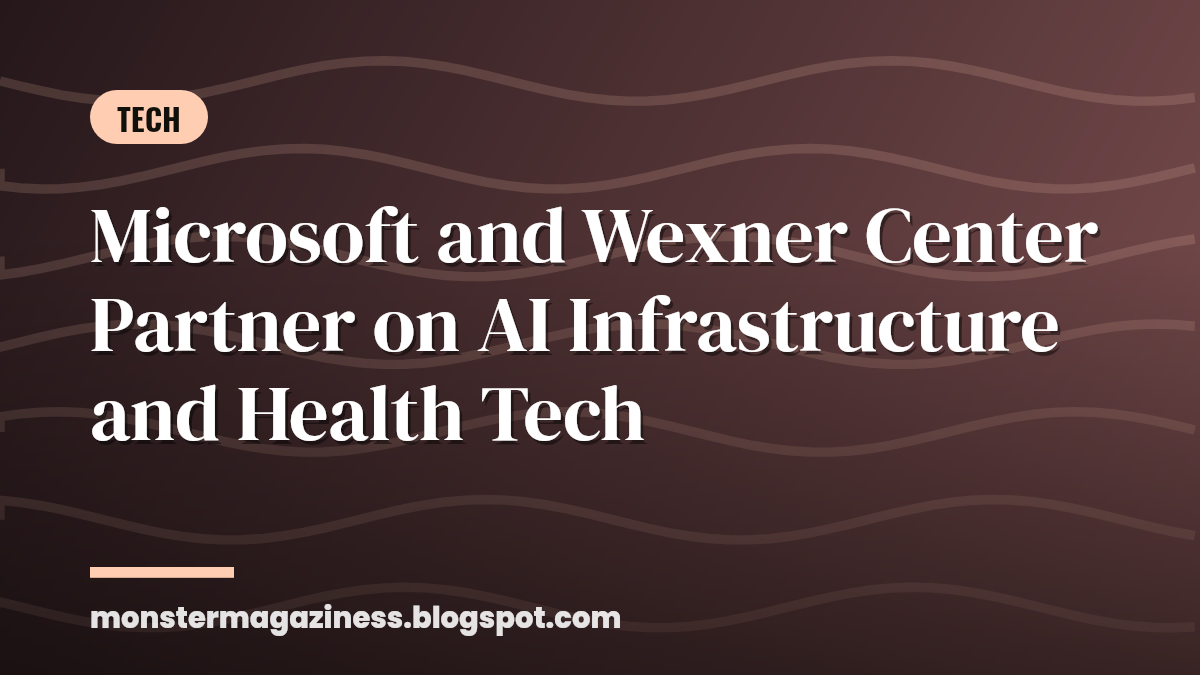 TECH
Microsoft and Wexner Center
Partner on AI Infrastructure
and Health Tech
monstermagaziness.blogspot.com